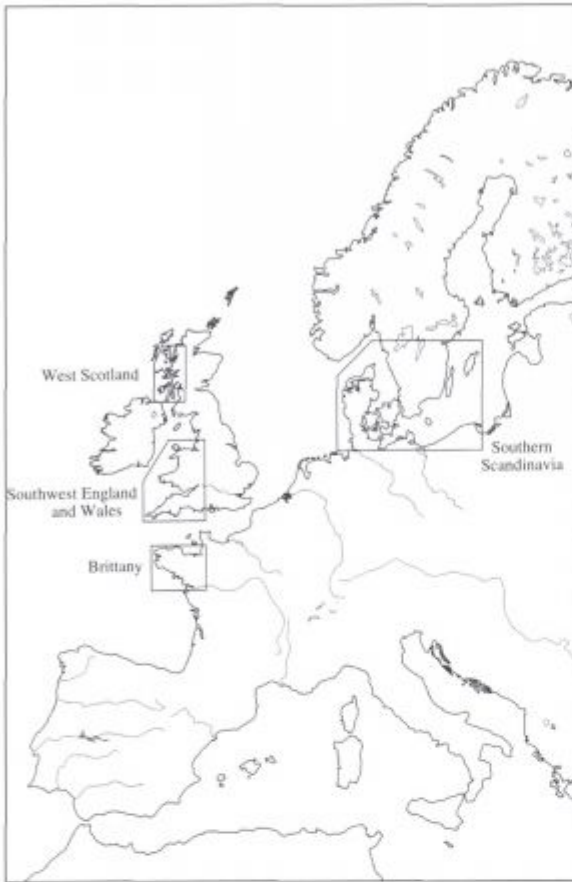 West Scotland
Southern
Scandinavia
Southwest England
and Wales
Brittany